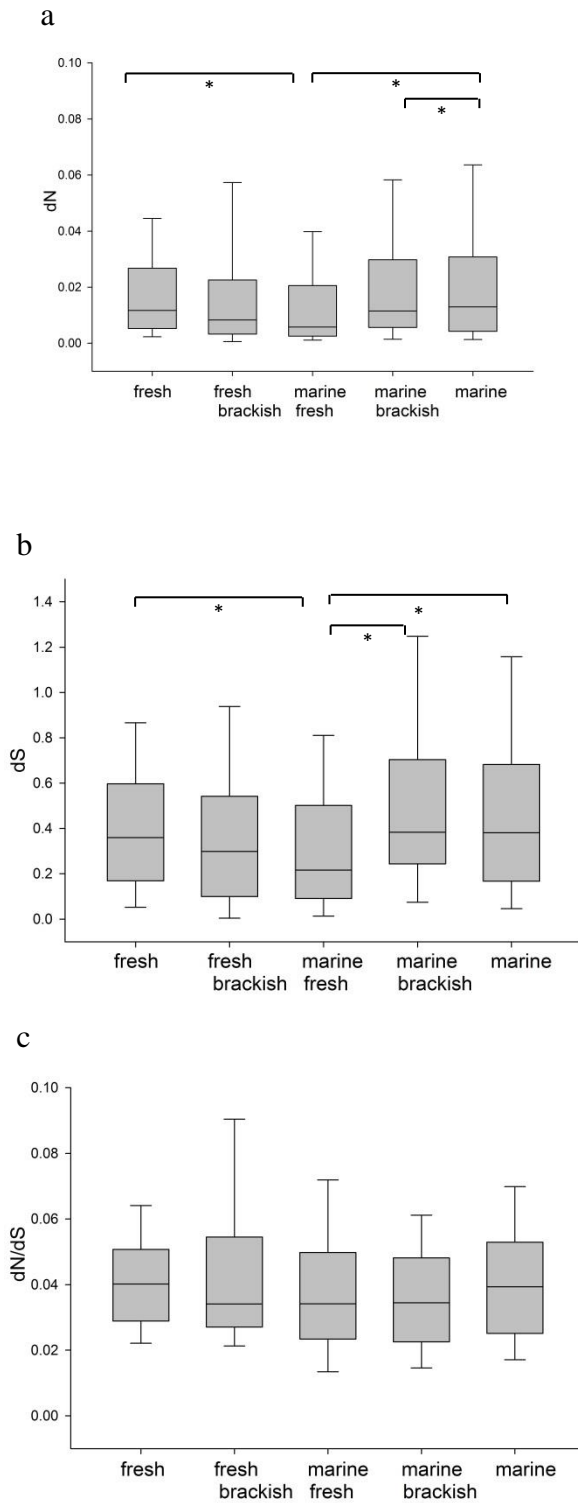 a
0.10
*
*
0.08
*
0.06
dN
0.04
0.02
0.00
fresh
fresh brackish
marine fresh
marine brackish
marine
b
1.4
*
*
1.2
*
1.0
0.8
dS
0.6
0.4
0.2
0.0
fresh
fresh brackish
marine fresh
marine brackish
marine
c
0.10
0.08
0.06
dN/dS
0.04
0.02
0.00
fresh
fresh brackish
marine fresh
marine brackish
marine